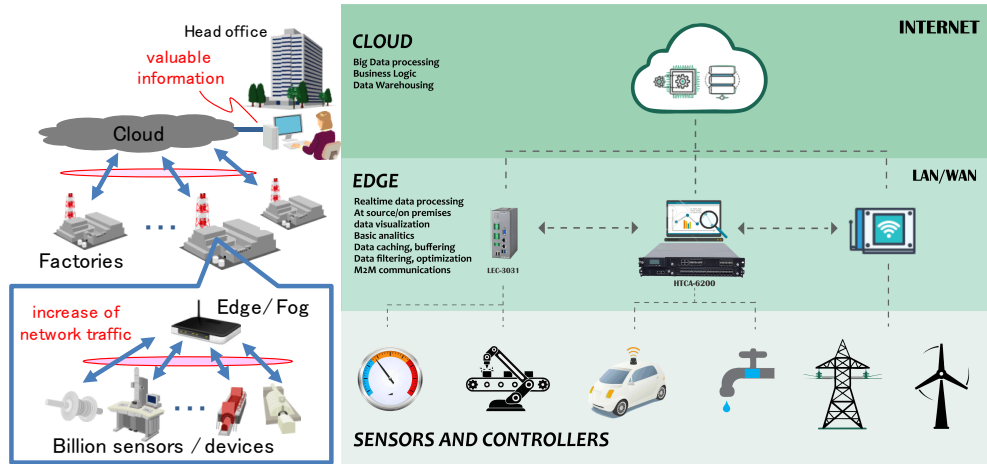 Head office
valuable
information
Cloud
...
Factories
...
increase of
network traffic
Edge/Fog
...
Billion sensors / devices
CLOUD
Big Data processing
Business Logic
Data Warehousing
INTERNET
EDGE
Realtime data processing
At source/on premises
data visualization
Basic analitics
Data caching, buffering
Data filtering, optimization
M2M communications
LAN/WAN
LEC-3031
HTCA-6200
SENSORS AND CONTROLLERS